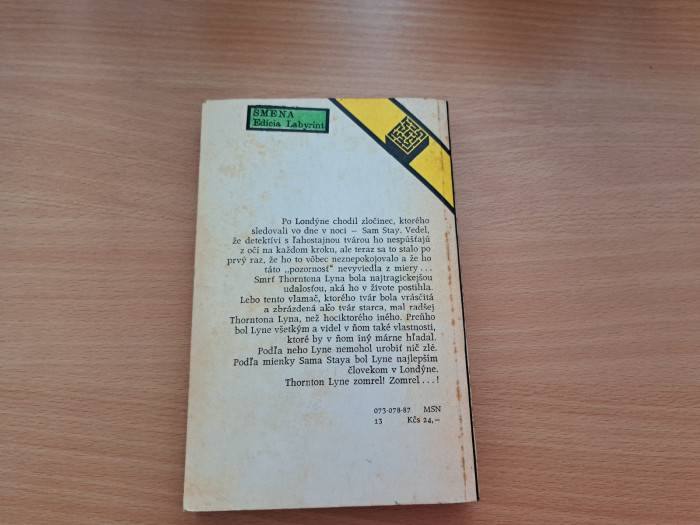 SMENA
Edícia Labyrint
Po Londýne chodil zločinec, ktorého
sledovali vo dne v noci – Sam Stay. Vedel,
že detektívi s ľahostajnou tvárou ho nespúšťajú
z očí na každom kroku, ale teraz sa to stalo po
prvý raz, že ho to vôbec neznepokojovalo a že ho
táto „pozornosť“ nevyviedla z miery...
Smrť Thorntona Lyna bola najtragickejšou
udalosťou, aká ho v živote postihla.
Lebo tento vlamač, ktorého tvár bola vrásčitá
a zbrázdená ako tvár starca, mal radšej
Thorntona Lyna, než hociktorého iného. Preňho
bol Lyne všetkým a videl v ňom také vlastnosti,
ktoré by v ňom iný márne hľadal.
Podľa neho Lyne nemohol urobiť nič zlé.
Podľa mienky Sama Staya bol Lyne najlepším
človekom v Londýne.
Thornton Lyne zomrel! Zomrel...!
073-078-87 MSN
13 Kčs 24,–